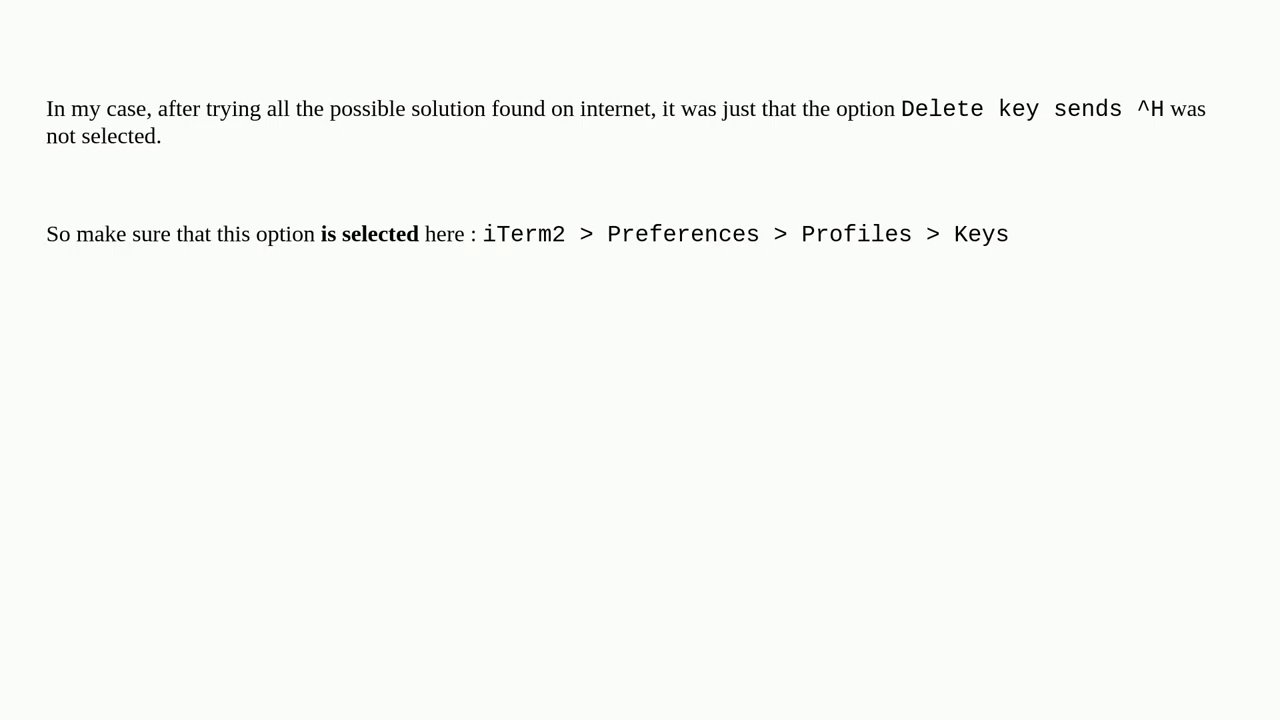 In my case, after trying all the possible solution found on internet, it was just that the option Delete key sends ^H was
not selected.
So make sure that this option is selected here : iTerm2 > Preferences > Profiles > Keys